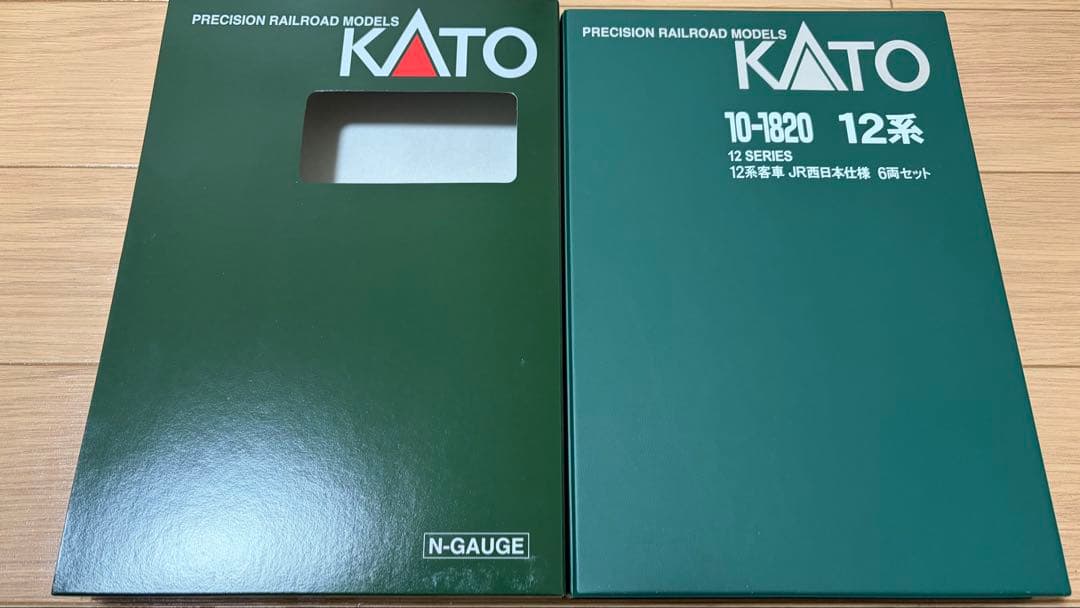 PRECISION RAILROAD MODELS
KATO
N-GAUGE
PRECISION RAILROAD MODELS
KATO
10-1820 12系
12 SERIES
12系客車 JR西日本仕様 6両セット